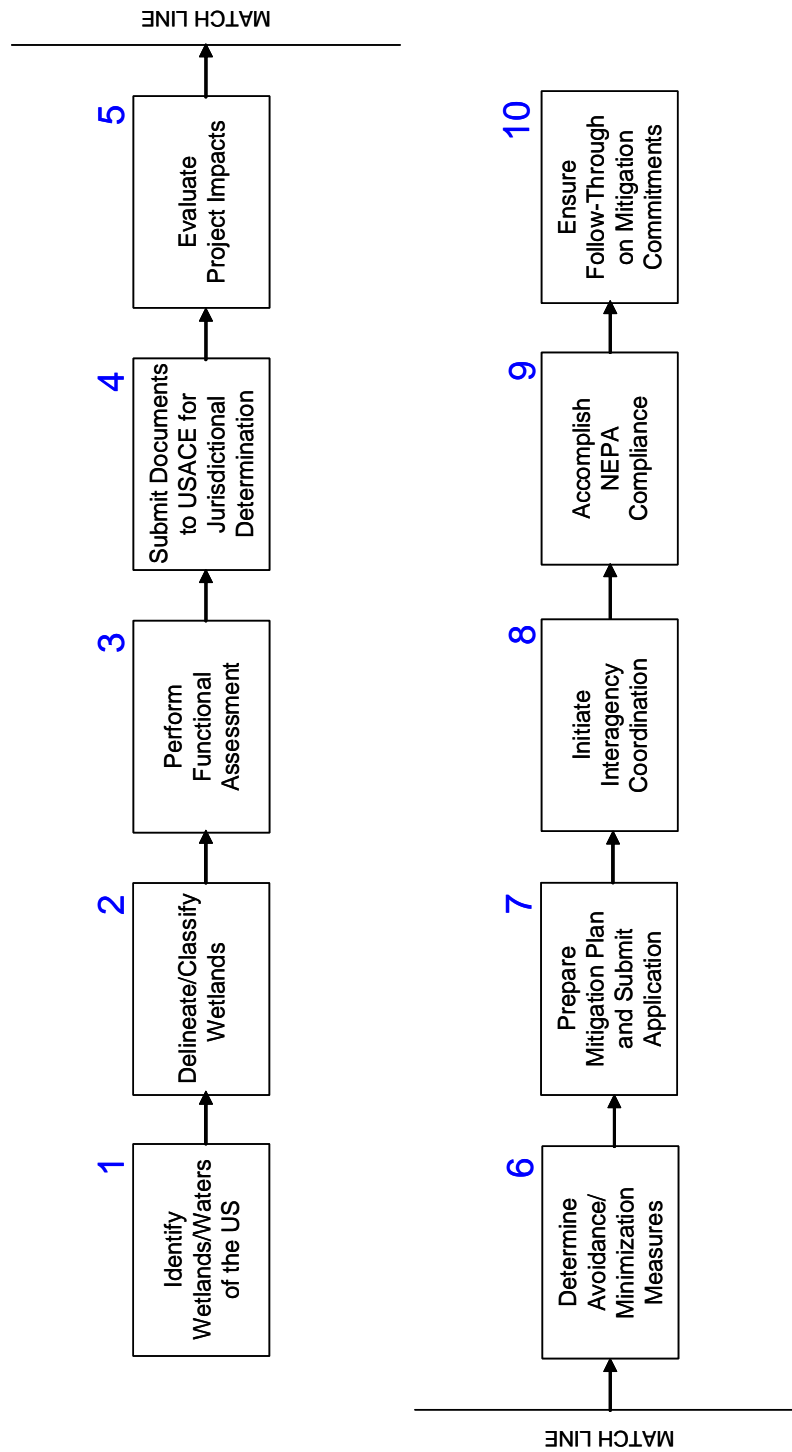 1
Identify
Wetlands/Waters
of the US
2
Delineate/Classify
Wetlands
3
Perform
Functional
Assessment
4
Submit Documents
to USACE for
Jurisdictional
Determination
5
Evaluate
Project Impacts
MATCH LINE
MATCH LINE
6
Determine
Avoidance/
Minimization
Measures
7
Prepare
Mitigation Plan
and Submit
Application
8
Initiate
Interagency
Coordination
9
Accomplish
NEPA
Compliance
10
Ensure
Follow-Through
on Mitigation
Commitments